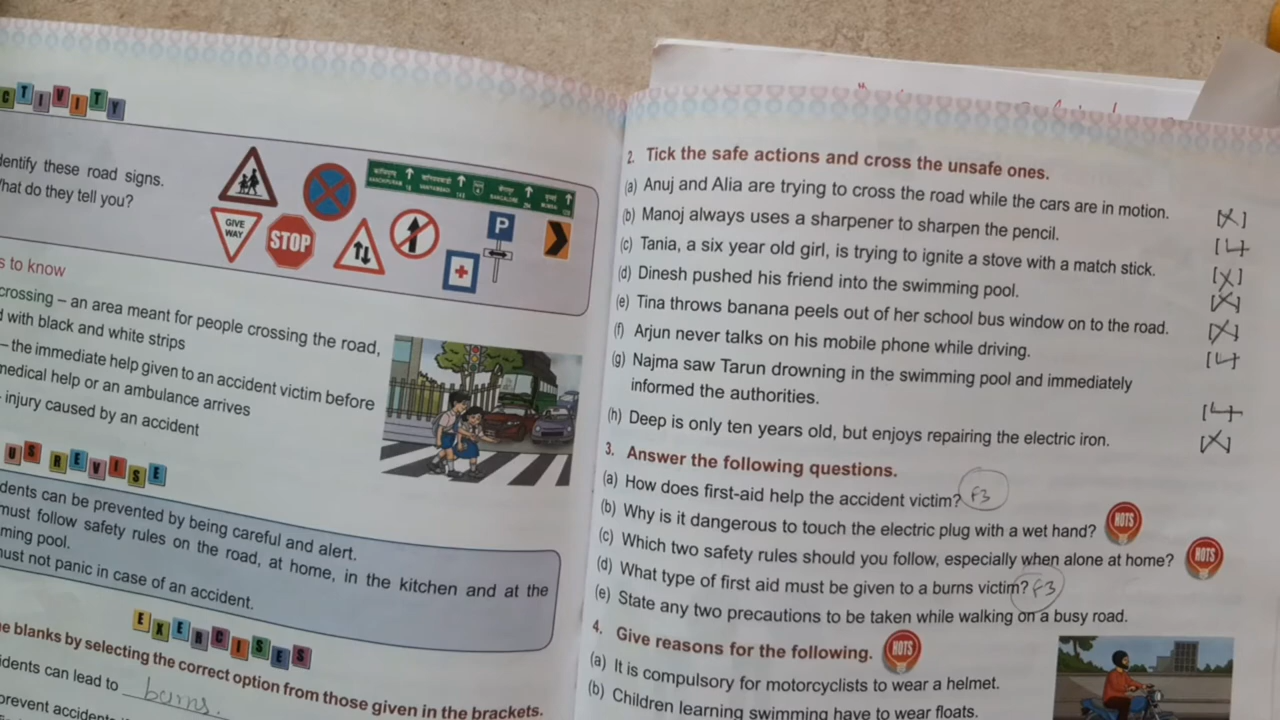 CTIVITY
dentify these road signs.
What do they tell you?
GIVE
WAY
STOP
P
s to know
crossing – an area meant for people crossing the road,
d with black and white strips
– the immediate help given to an accident victim before
medical help or an ambulance arrives
injury caused by an accident
US REVISE
dents can be prevented by being careful and alert.
must follow safety rules on the road, at home, in the kitchen and at the
ming pool.
must not panic in case of an accident.
EXERCISES
e blanks by selecting the correct option from those given in the brackets.
idents can lead to burns.
prevent accidents
2. Tick the safe actions and cross the unsafe ones.
(a) Anuj and Alia are trying to cross the road while the cars are in motion. [X]
(b) Manoj always uses a sharpener to sharpen the pencil.
(c) Tania, a six year old girl, is trying to ignite a stove with a match stick. [X]
(d) Dinesh pushed his friend into the swimming pool. [X]
(e) Tina throws banana peels out of her school bus window on to the road. [X]
(f) Arjun never talks on his mobile phone while driving.
(g) Najma saw Tarun drowning in the swimming pool and immediately
informed the authorities.
(h) Deep is only ten years old, but enjoys repairing the electric iron. [X]
3. Answer the following questions.
(a) How does first-aid help the accident victim? F3
(b) Why is it dangerous to touch the electric plug with a wet hand? HOTS
(c) Which two safety rules should you follow, especially when alone at home? HOTS
(d) What type of first aid must be given to a burns victim? F3
(e) State any two precautions to be taken while walking on a busy road.
4. Give reasons for the following. HOTS
(a) It is compulsory for motorcyclists to wear a helmet.
(b) Children learning swimming have to wear floats.